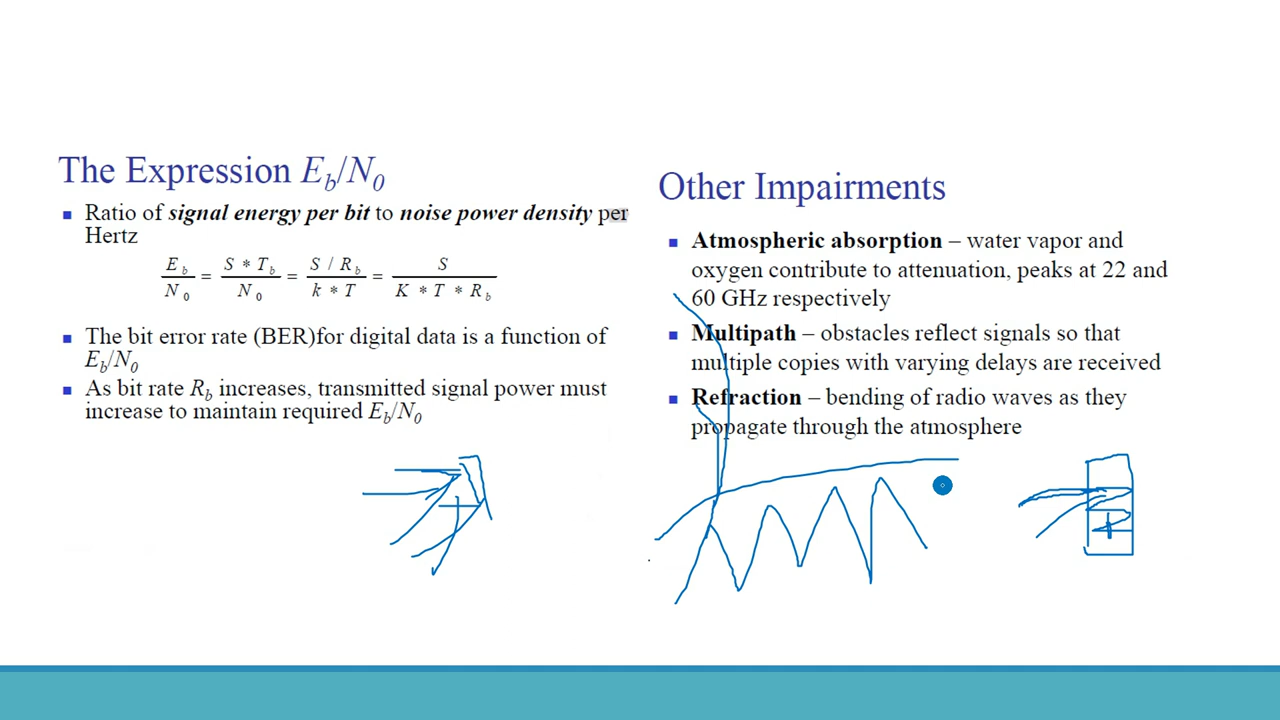 The Expression E_b/N_0
Ratio of signal energy per bit to noise power density per
Hertz
E_b/N_0 = S * T_b/N_0 = S / R_b/k * T = S/K * T * R_b
The bit error rate (BER)for digital data is a function of
E_b/N_0
As bit rate R_b increases, transmitted signal power must
increase to maintain required E_b/N_0
Other Impairments
Atmospheric absorption – water vapor and
oxygen contribute to attenuation, peaks at 22 and
60 GHz respectively
Multipath – obstacles reflect signals so that
multiple copies with varying delays are received
Refraction – bending of radio waves as they
propagate through the atmosphere